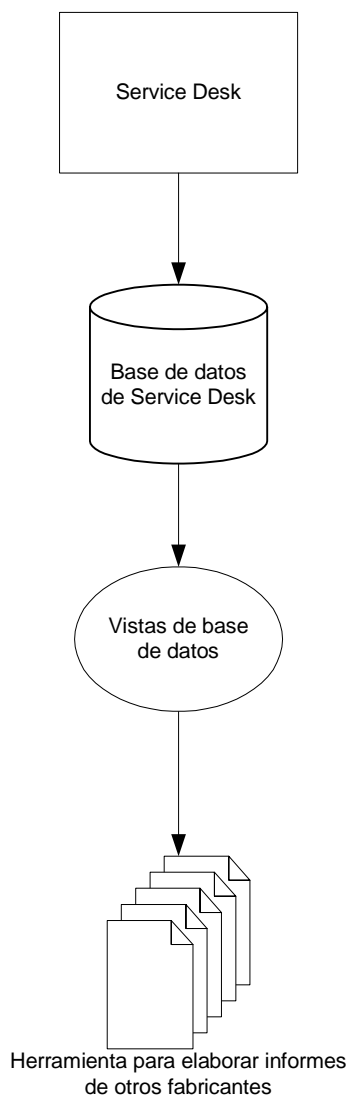 Service Desk
Base de datos
de Service Desk
Vistas de base
de datos
Herramienta para elaborar informes
de otros fabricantes